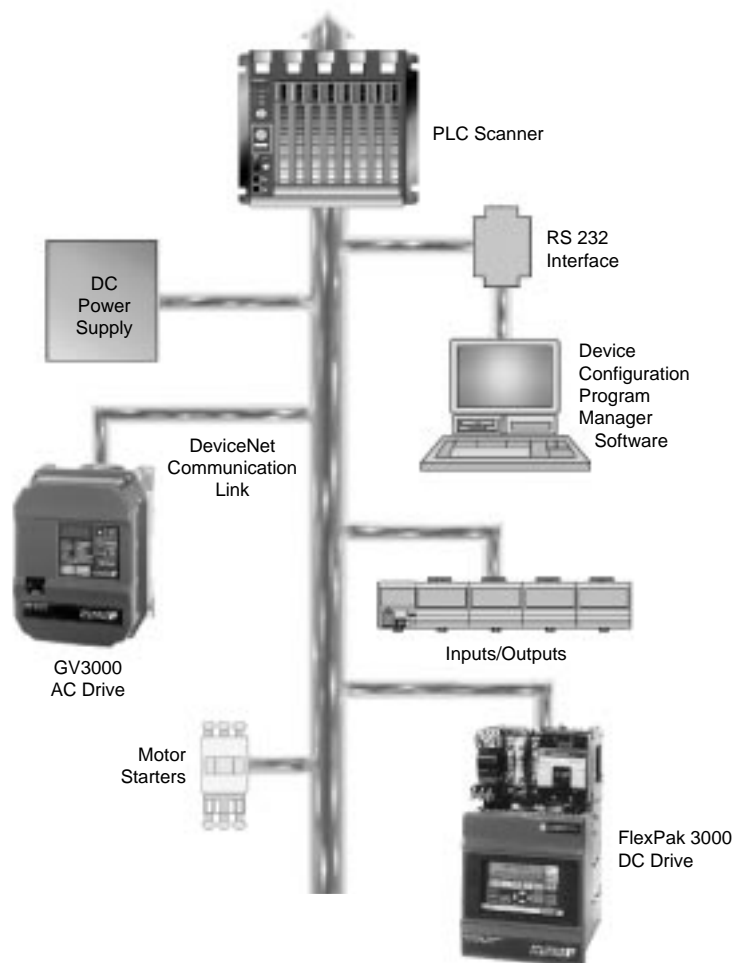 PLC Scanner
RS 232
Interface
DC
Power
Supply
Device
Configuration
Program
Manager
Software
DeviceNet
Communication
Link
GV3000
AC Drive
Inputs/Outputs
Motor
Starters
FlexPak 3000
DC Drive